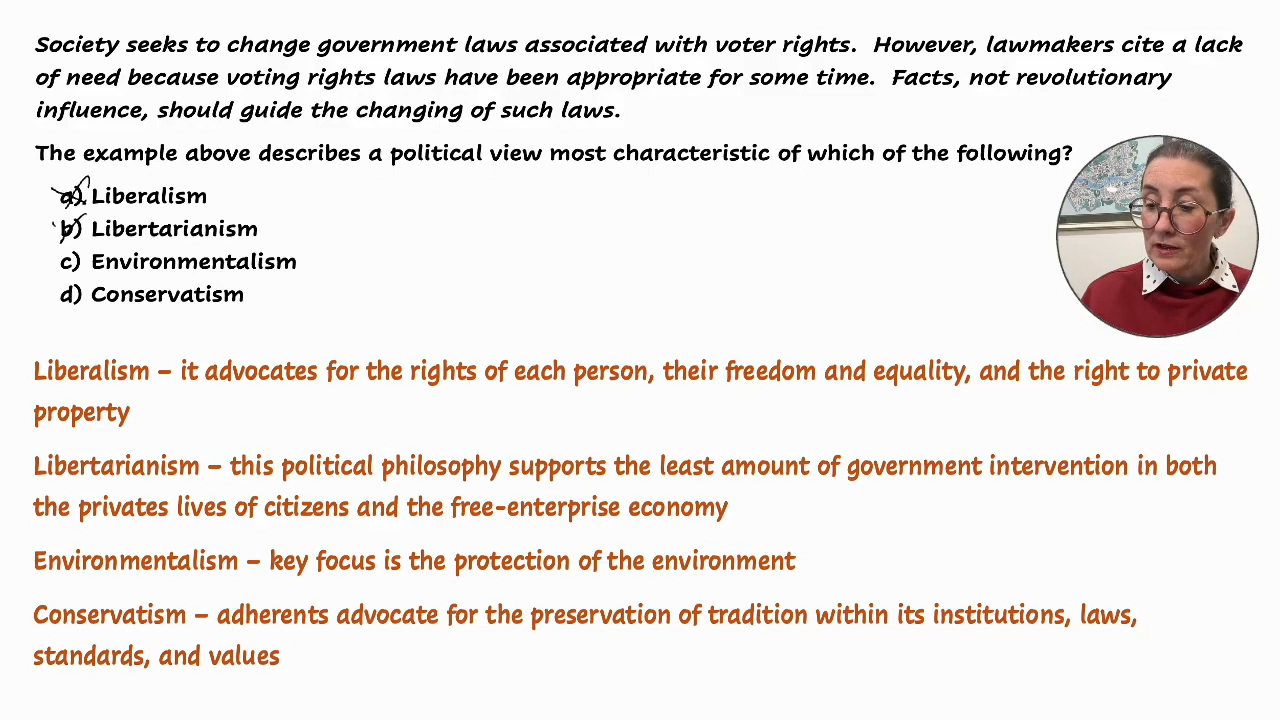 Society seeks to change government laws associated with voter rights.  However, lawmakers cite a lack
of need because voting rights laws have been appropriate for some time.  Facts, not revolutionary
influence, should guide the changing of such laws.
The example above describes a political view most characteristic of which of the following?
a) Liberalism
b) Libertarianism
c) Environmentalism
d) Conservatism
Liberalism – it advocates for the rights of each person, their freedom and equality, and the right to private
property
Libertarianism – this political philosophy supports the least amount of government intervention in both
the privates lives of citizens and the free-enterprise economy
Environmentalism – key focus is the protection of the environment
Conservatism – adherents advocate for the preservation of tradition within its institutions, laws,
standards, and values